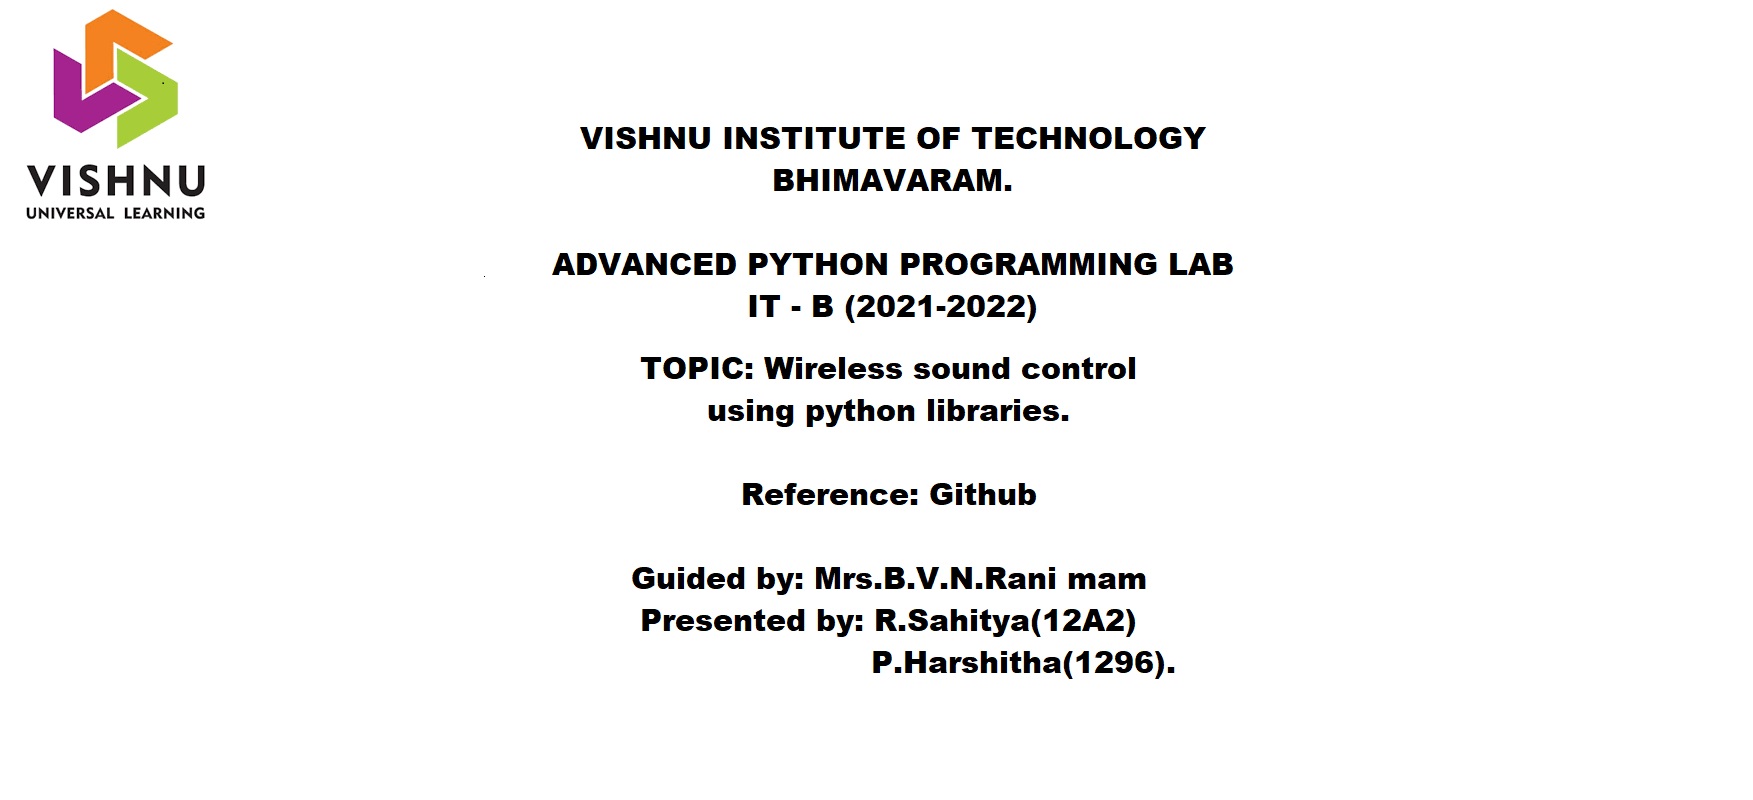 VISHNU
UNIVERSAL LEARNING
VISHNU INSTITUTE OF TECHNOLOGY
BHIMAVARAM.
ADVANCED PYTHON PROGRAMMING LAB
IT - B (2021-2022)
TOPIC: Wireless sound control
using python libraries.
Reference: Github
Guided by: Mrs.B.V.N.Rani mam
Presented by: R.Sahitya(12A2)
P.Harshitha(1296).